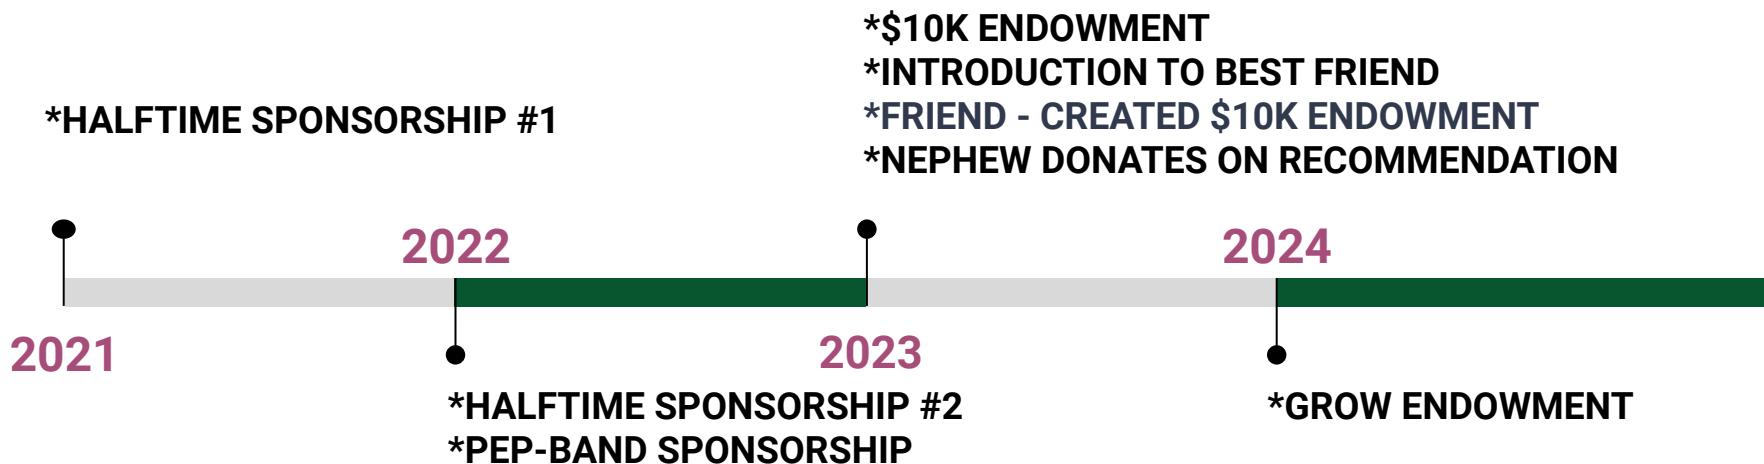 *$10K ENDOWMENT
*INTRODUCTION TO BEST FRIEND
*HALFTIME SPONSORSHIP #1
*FRIEND - CREATED $10K ENDOWMENT
*NEPHEW DONATES ON RECOMMENDATION
2022
2024
2021
2023
*HALFTIME SPONSORSHIP #2
*PEP-BAND SPONSORSHIP
*GROW ENDOWMENT